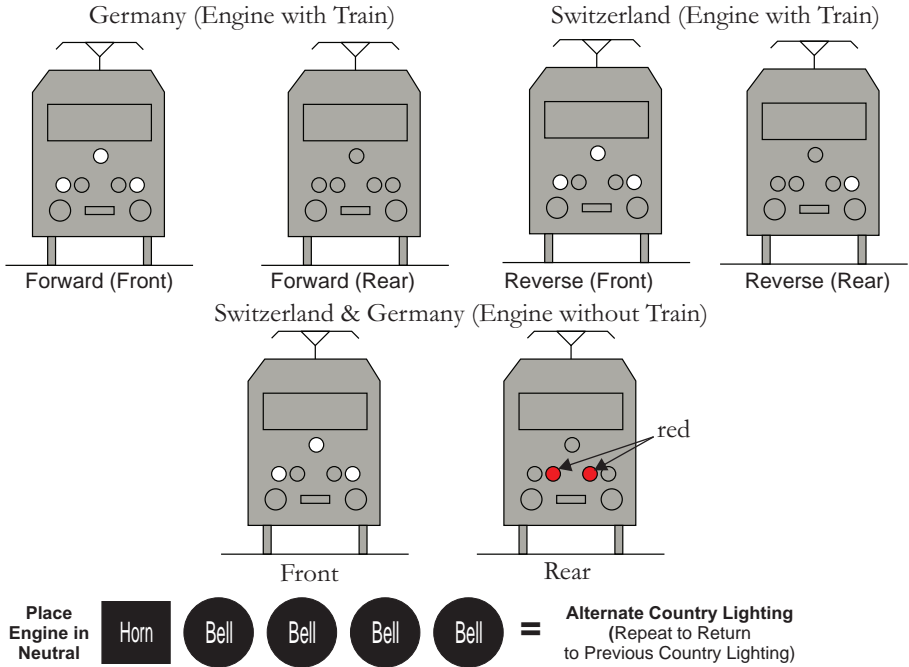 Germany (Engine with Train)
Switzerland (Engine with Train)
Forward (Front)
Forward (Rear)
Reverse (Front)
Reverse (Rear)
Switzerland & Germany (Engine without Train)
red
Front
Rear
Place
Engine in
Neutral
Horn
Bell
Bell
Bell
Bell
=
Alternate Country Lighting
(Repeat to Return
to Previous Country Lighting)